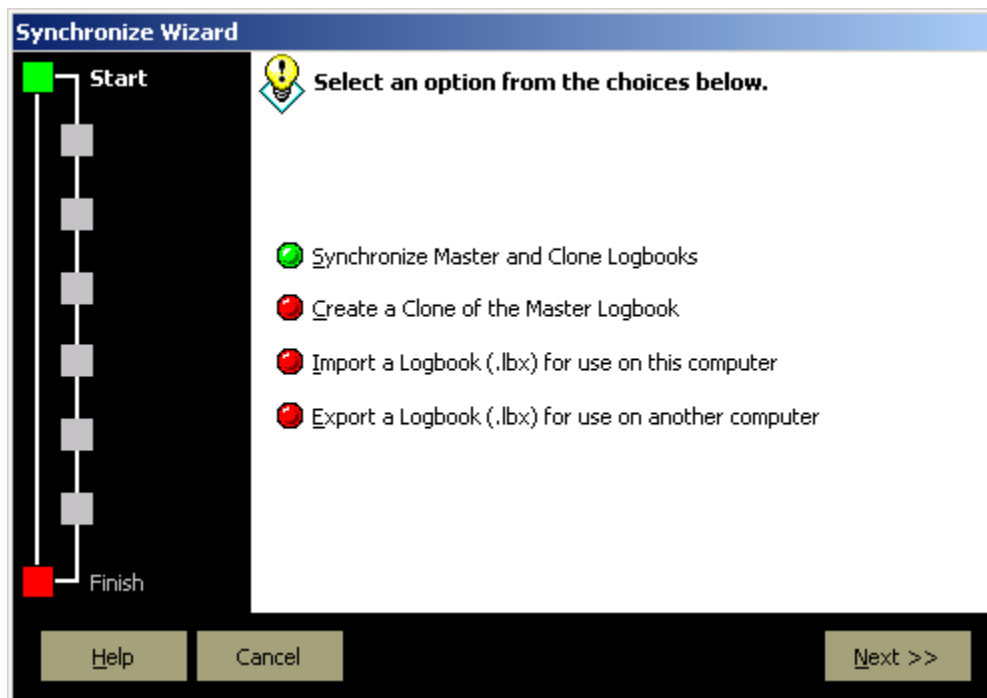 Synchronize Wizard
Start
Select an option from the choices below.
Synchronize Master and Clone Logbooks
Create a Clone of the Master Logbook
Import a Logbook (.lbx) for use on this computer
Export a Logbook (.lbx) for use on another computer
Finish
Help
Cancel
Next >>